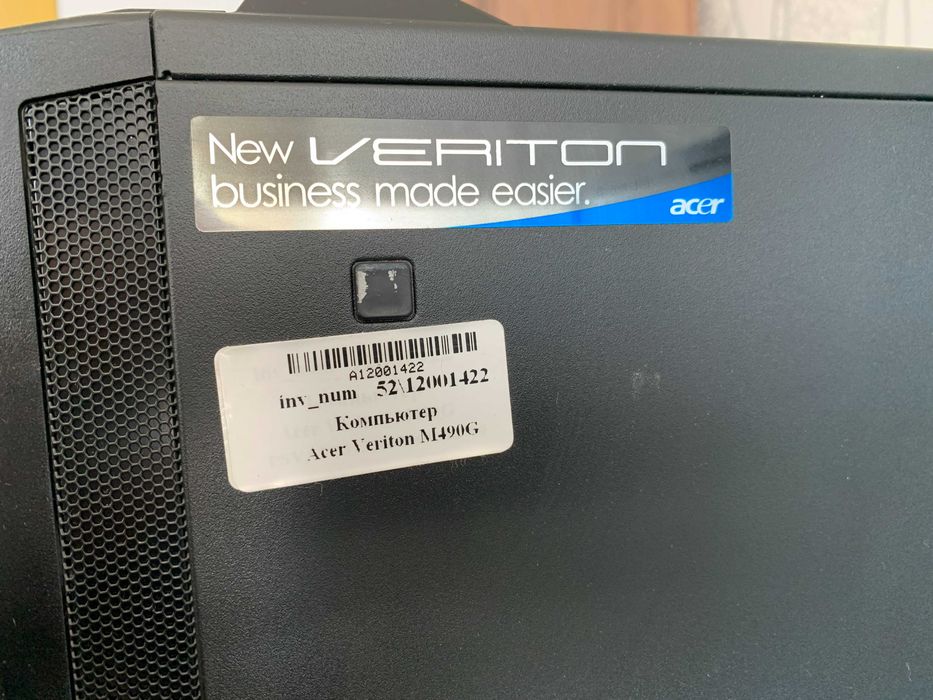 New VERITON
business made easier.
acer
A12001422
inv_num 52\12001422
Компьютер
Acer Veriton M490G